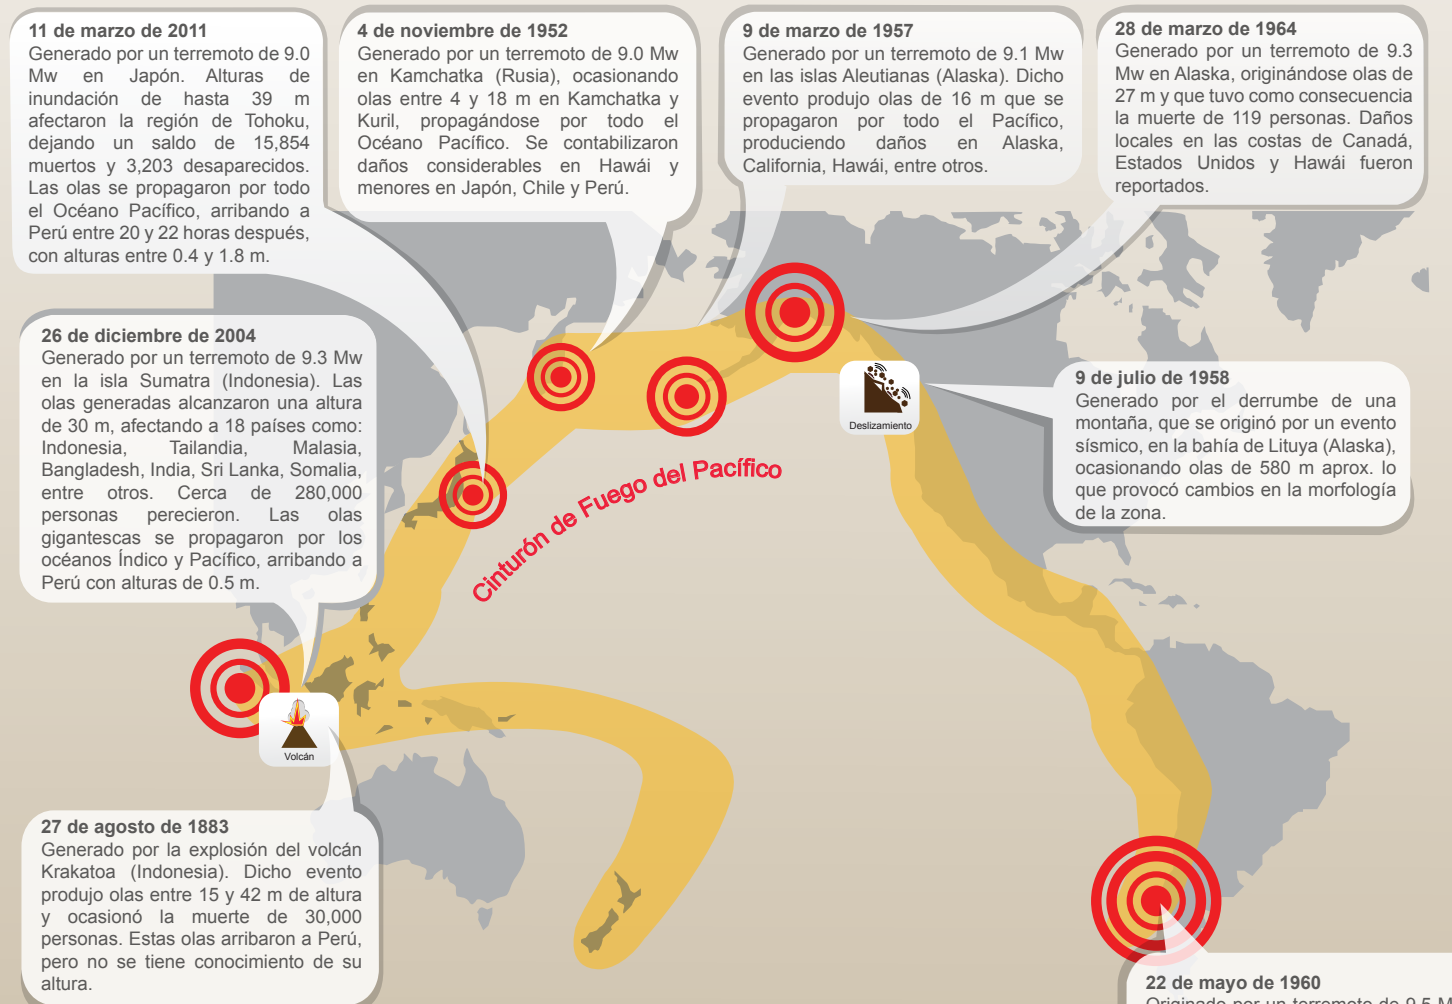 11 de marzo de 2011
Generado por un terremoto de 9.0
Mw en Japón. Alturas de
inundación de hasta 39 m
afectaron la región de Tohoku,
dejando un saldo de 15,854
muertos y 3,203 desaparecidos.
Las olas se propagaron por todo
el Océano Pacífico, arribando a
Perú entre 20 y 22 horas después,
con alturas entre 0.4 y 1.8 m.
4 de noviembre de 1952
Generado por un terremoto de 9.0 Mw
en Kamchatka (Rusia), ocasionando
olas entre 4 y 18 m en Kamchatka y
Kuril, propagándose por todo el
Océano Pacífico. Se contabilizaron
daños considerables en Hawái y
menores en Japón, Chile y Perú.
9 de marzo de 1957
Generado por un terremoto de 9.1 Mw
en las islas Aleutianas (Alaska). Dicho
evento produjo olas de 16 m que se
propagaron por todo el Pacífico,
produciendo daños en Alaska,
California, Hawái, entre otros.
28 de marzo de 1964
Generado por un terremoto de 9.3
Mw en Alaska, originándose olas de
27 m y que tuvo como consecuencia
la muerte de 119 personas. Daños
locales en las costas de Canadá,
Estados Unidos y Hawái fueron
reportados.
26 de diciembre de 2004
Generado por un terremoto de 9.3 Mw
en la isla Sumatra (Indonesia). Las
olas generadas alcanzaron una altura
de 30 m, afectando a 18 países como:
Indonesia, Tailandia, Malasia,
Bangladesh, India, Sri Lanka, Somalia,
entre otros. Cerca de 280,000
personas perecieron. Las olas
gigantescas se propagaron por los
océanos Índico y Pacífico, arribando a
Perú con alturas de 0.5 m.
9 de julio de 1958
Generado por el derrumbe de una
montaña, que se originó por un evento
sísmico, en la bahía de Lituya (Alaska),
ocasionando olas de 580 m aprox. lo
que provocó cambios en la morfología
de la zona.
Deslizamiento
Cinturón de Fuego del Pacífico
Volcán
27 de agosto de 1883
Generado por la explosión del volcán
Krakatoa (Indonesia). Dicho evento
produjo olas entre 15 y 42 m de altura
y ocasionó la muerte de 30,000
personas. Estas olas arribaron a Perú,
pero no se tiene conocimiento de su
altura.
22 de mayo de 1960
Originado por un terremoto de 9.5 M